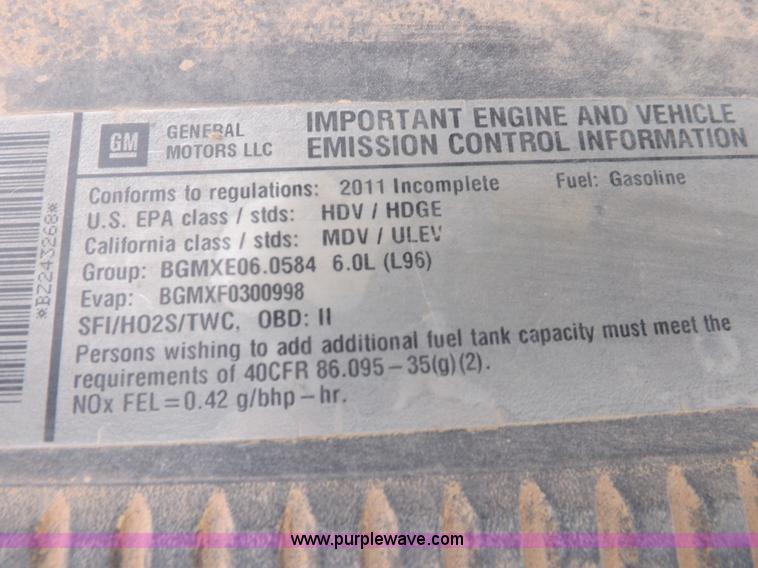 GM
GENERAL MOTORS LLC
IMPORTANT ENGINE AND VEHICLE
EMISSION CONTROL INFORMATION
Conforms to regulations: 2011 Incomplete Fuel: Gasoline
U.S. EPA class / stds: HDV / HDGE
California class / stds: MDV / ULEV
Group: BGMXE06.0584 6.0L (L96)
Evap: BGMXF0300998
SFI/HO2S/TWC, OBD: II
Persons wishing to add additional fuel tank capacity must meet the
requirements of 40CFR 86.095-35(g)(2).
NOx FEL=0.42 g/bhp-hr.
*BZ243268*
www.purplewave.com